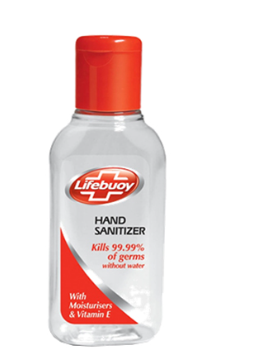 Lifebuoy
HAND
SANITIZER
Kills 99.99%
of germs
without water
With
Moisturisers
& Vitamin E